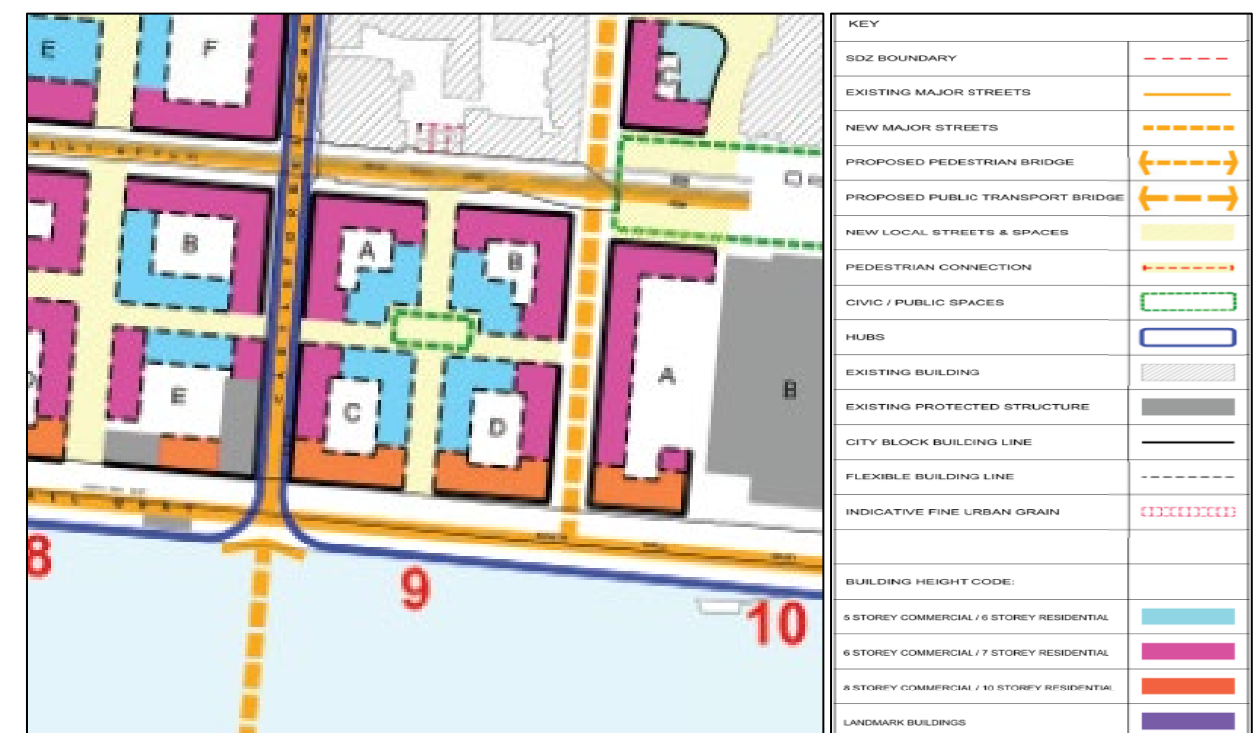 E
F
C
B
A
B
E
C
D
A
B
8
9
10
KEY
SDZ BOUNDARY
EXISTING MAJOR STREETS
NEW MAJOR STREETS
PROPOSED PEDESTRIAN BRIDGE
PROPOSED PUBLIC TRANSPORT BRIDGE
NEW LOCAL STREETS & SPACES
PEDESTRIAN CONNECTION
CIVIC / PUBLIC SPACES
HUBS
EXISTING BUILDING
EXISTING PROTECTED STRUCTURE
CITY BLOCK BUILDING LINE
FLEXIBLE BUILDING LINE
INDICATIVE FINE URBAN GRAIN
BUILDING HEIGHT CODE:
5 STOREY COMMERCIAL / 6 STOREY RESIDENTIAL
6 STOREY COMMERCIAL / 7 STOREY RESIDENTIAL
8 STOREY COMMERCIAL / 10 STOREY RESIDENTIAL
LANDMARK BUILDINGS